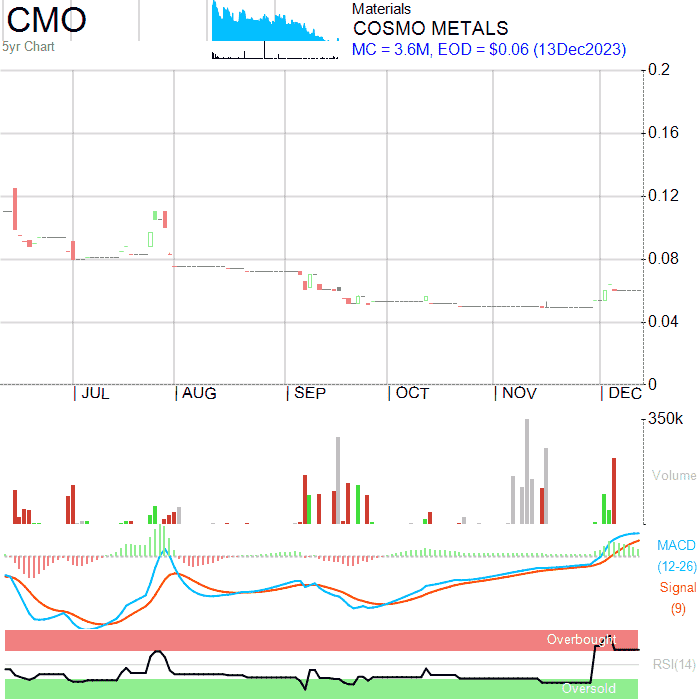 CMO
5yr Chart
Materials
COSMO METALS
MC = 3.6M, EOD = $0.06 (13Dec2023)
0.2
0.16
0.12
0.08
0.04
0
JUL AUG SEP OCT NOV DEC
350k
Volume
MACD
(12-26)
Signal
(9)
Overbought
RSI(14)
Oversold